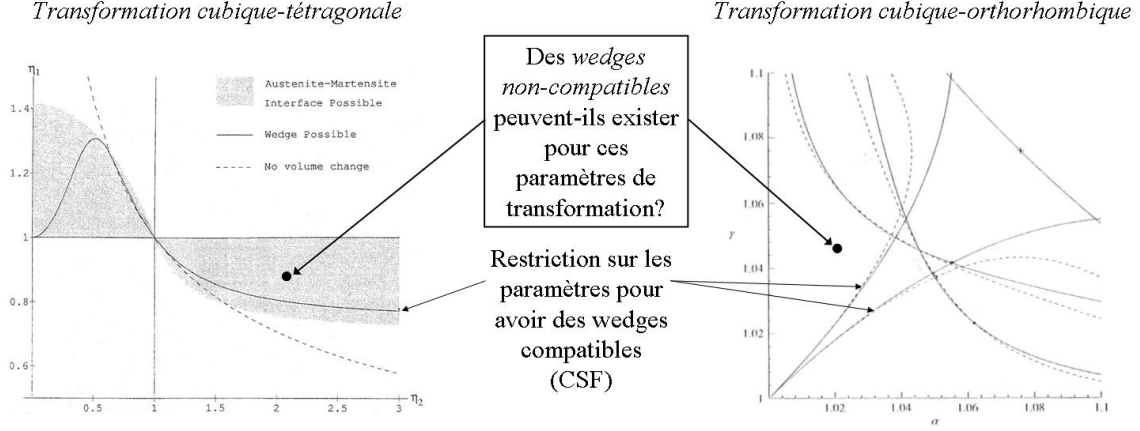 Transformation cubique-tétragonale
Transformation cubique-orthorhombique
η1
1.4
1.2
1
0.8
0.6
0.5
1
1.5
2
2.5
3
η2
Austenite-Martensite
Interface Possible
Wedge Possible
No volume change
Des wedges
non-compatibles
peuvent-ils exister
pour ces
paramètres de
transformation?
Restriction sur les
paramètres pour
avoir des wedges
compatibles
(CSF)
1.1
1.08
1.06
γ
1.04
1.02
1
1.02
1.04
1.06
1.08
1.1
α